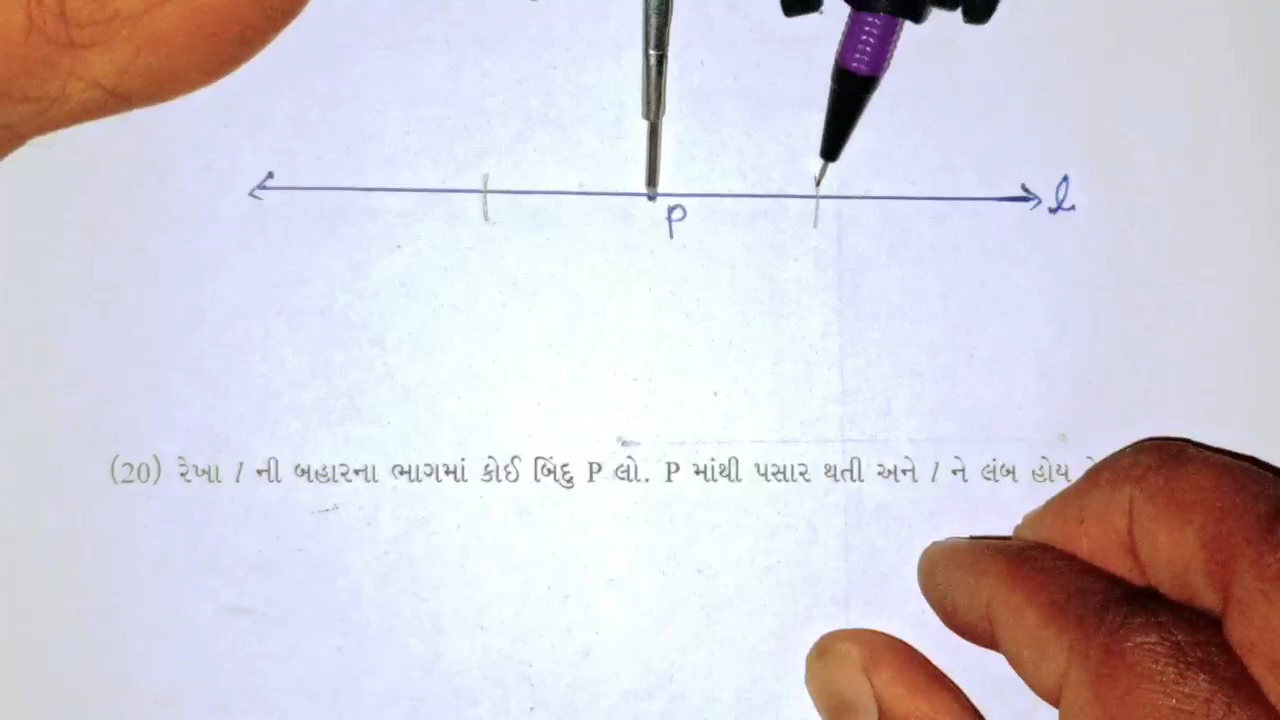 l
P
(20) રેખા l ની બહારના ભાગમાં કોઈ બિંદુ P લો. P માંથી પસાર થતી અને l ને લંબ હોય